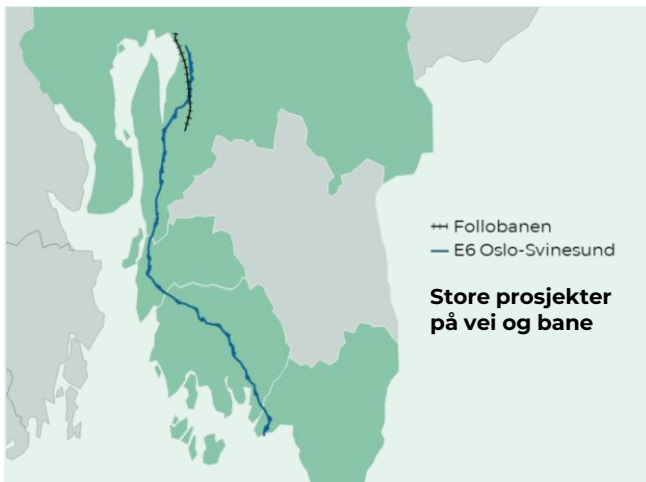 Follobanen
E6 Oslo-Svinesund
Store prosjekter
på vei og bane